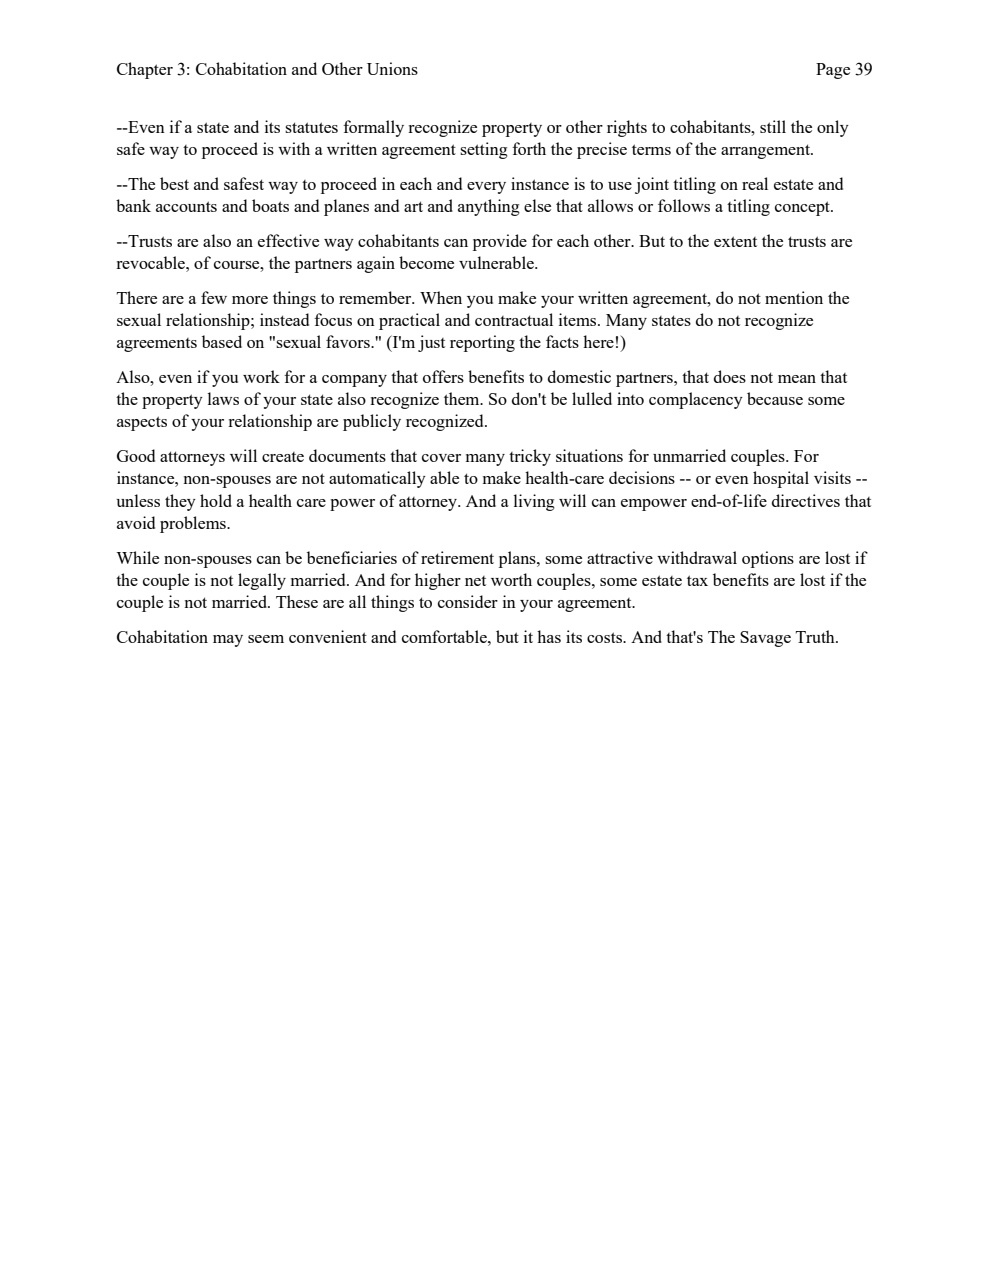 Chapter 3: Cohabitation and Other Unions Page 39
--Even if a state and its statutes formally recognize property or other rights to cohabitants, still the only
safe way to proceed is with a written agreement setting forth the precise terms of the arrangement.
--The best and safest way to proceed in each and every instance is to use joint titling on real estate and
bank accounts and boats and planes and art and anything else that allows or follows a titling concept.
--Trusts are also an effective way cohabitants can provide for each other. But to the extent the trusts are
revocable, of course, the partners again become vulnerable.
There are a few more things to remember. When you make your written agreement, do not mention the
sexual relationship; instead focus on practical and contractual items. Many states do not recognize
agreements based on "sexual favors." (I'm just reporting the facts here!)
Also, even if you work for a company that offers benefits to domestic partners, that does not mean that
the property laws of your state also recognize them. So don't be lulled into complacency because some
aspects of your relationship are publicly recognized.
Good attorneys will create documents that cover many tricky situations for unmarried couples. For
instance, non-spouses are not automatically able to make health-care decisions -- or even hospital visits --
unless they hold a health care power of attorney. And a living will can empower end-of-life directives that
avoid problems.
While non-spouses can be beneficiaries of retirement plans, some attractive withdrawal options are lost if
the couple is not legally married. And for higher net worth couples, some estate tax benefits are lost if the
couple is not married. These are all things to consider in your agreement.
Cohabitation may seem convenient and comfortable, but it has its costs. And that's The Savage Truth.